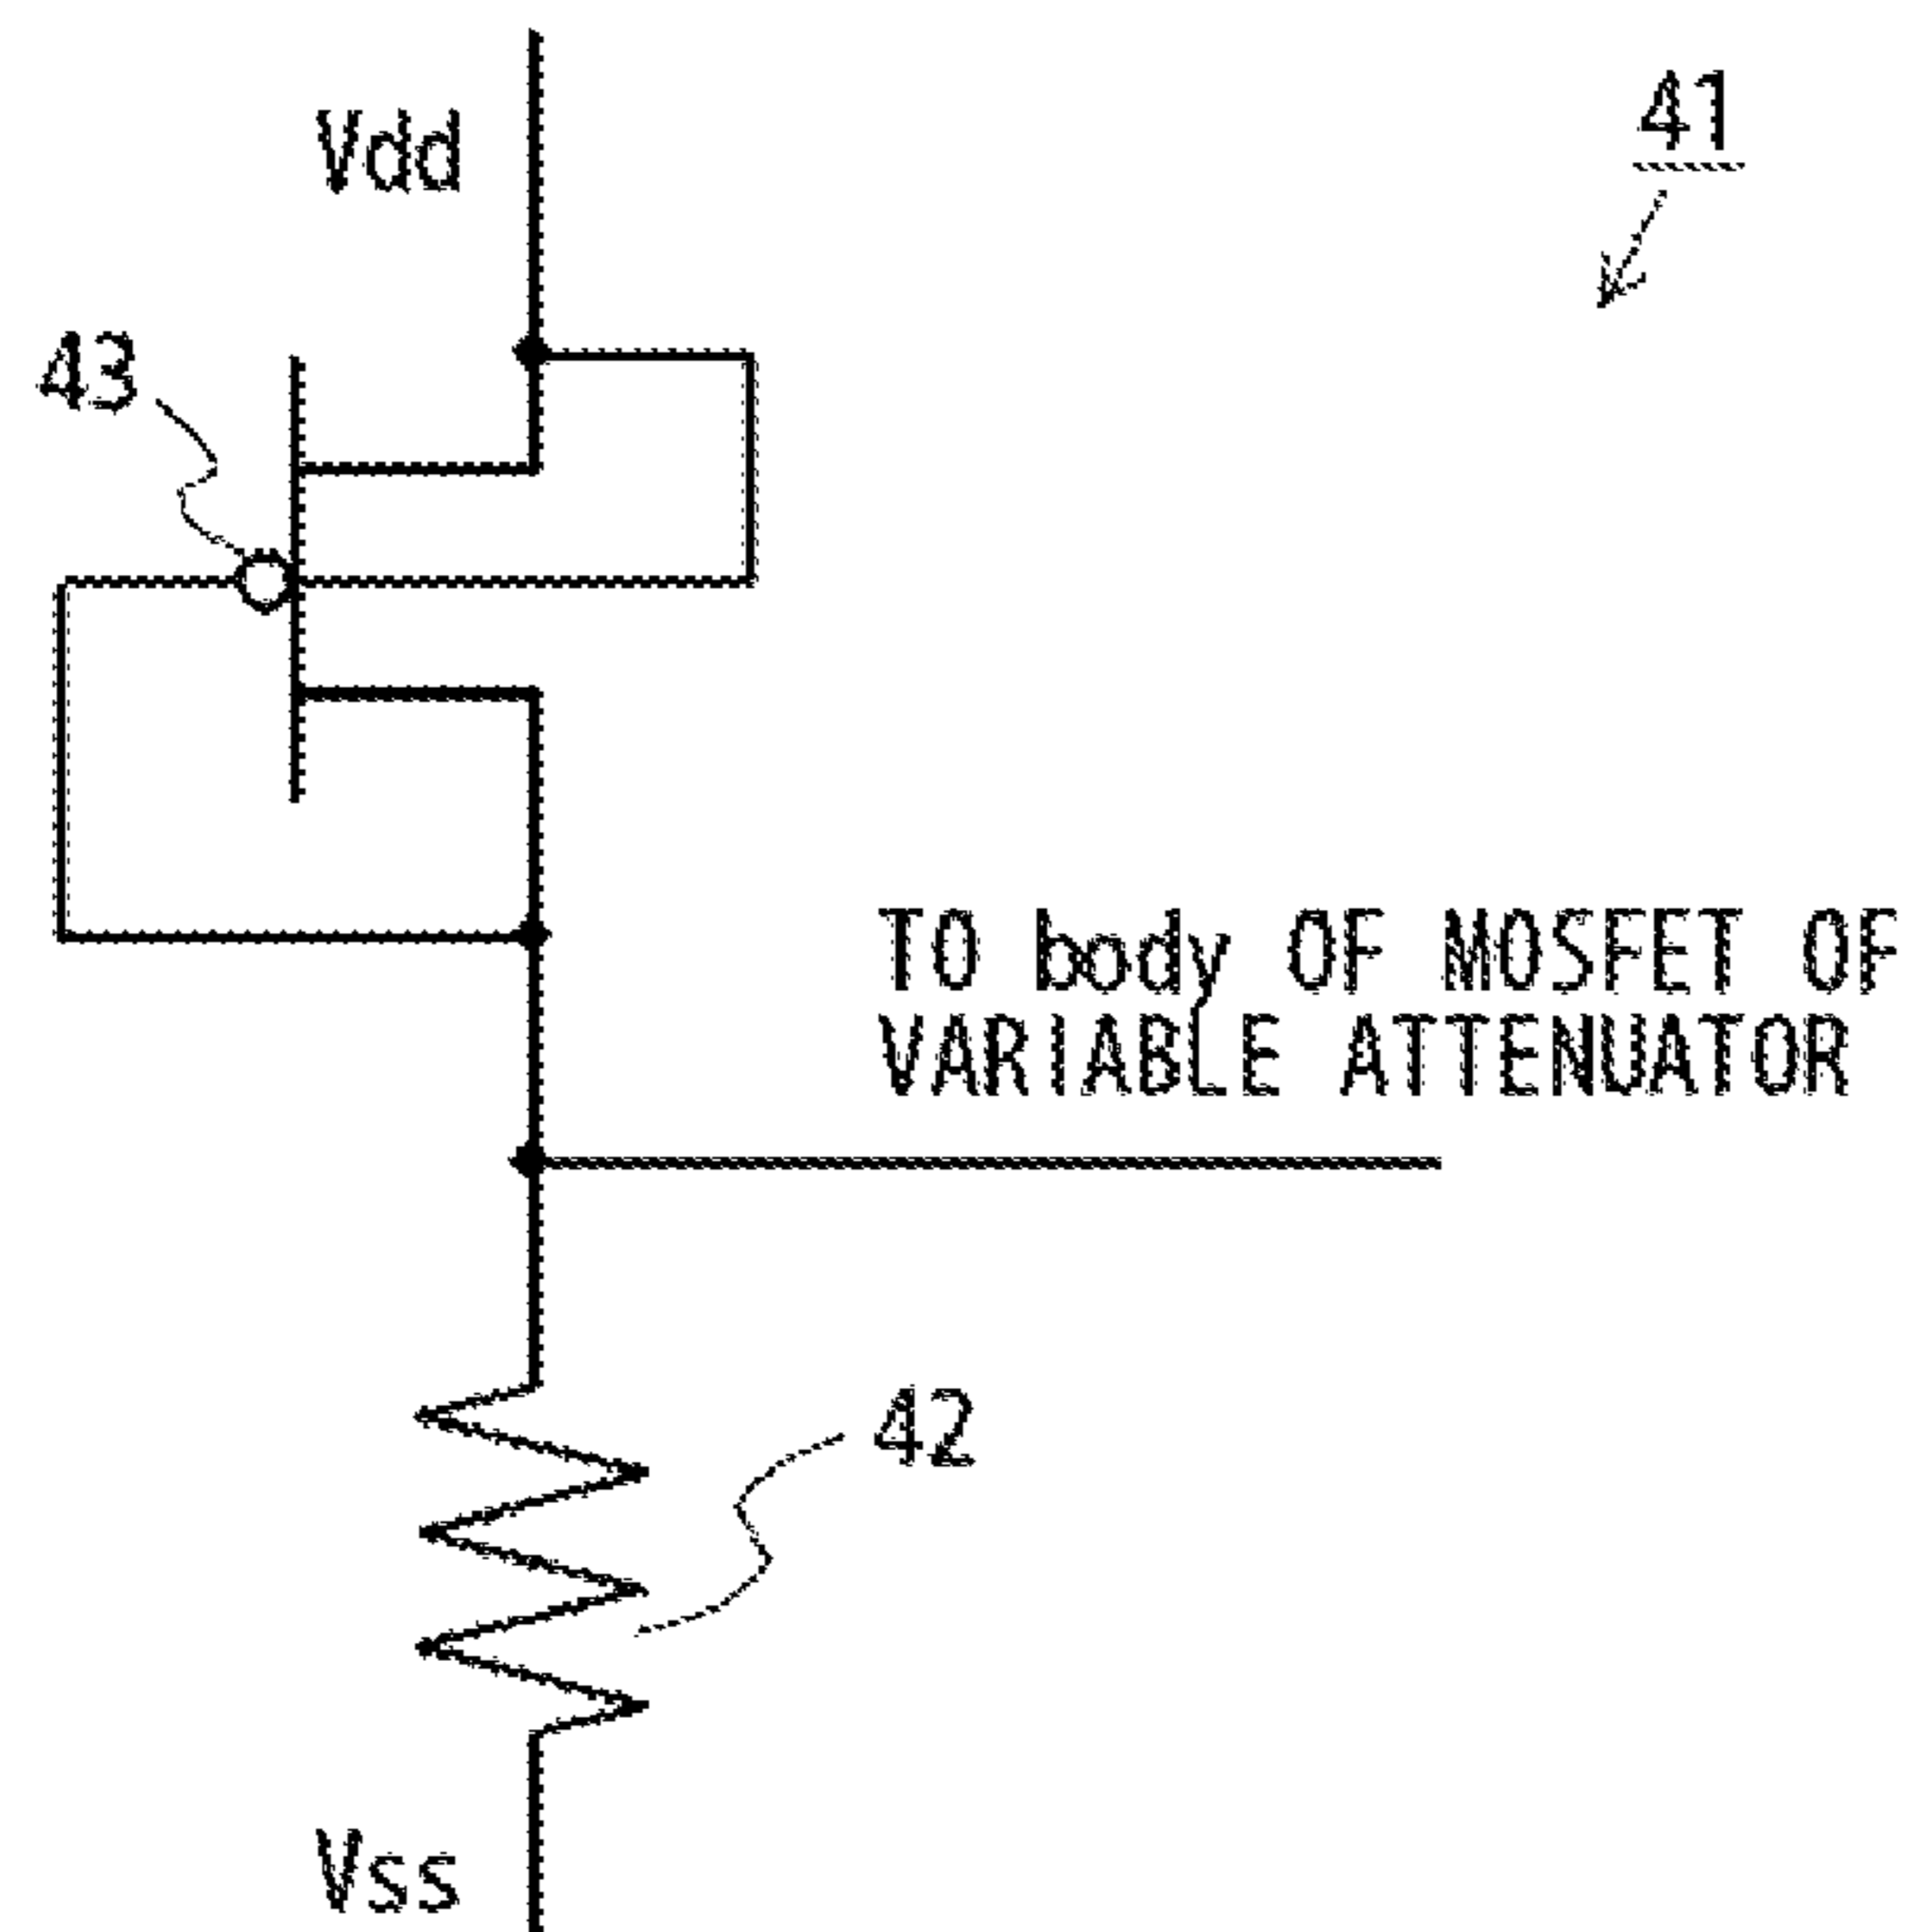 Vdd
41
43
TO body OF MOSFET OF
VARIABLE ATTENUATOR
42
Vss